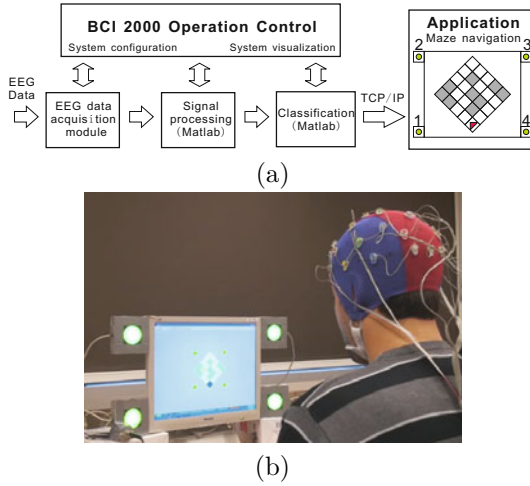 BCI 2000 Operation Control
System configuration
System visualization
EEG
Data
EEG data
acquisition
module
Signal
processing
(Matlab)
Classification
(Matlab)
TCP/IP
Application
Maze navigation
2
3
1
4
(a)
(b)